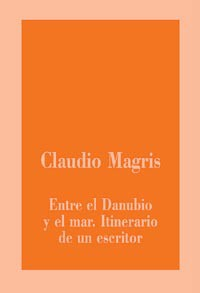 Claudio Magris
Entre el Danubio
y el mar. Itinerario
de un escritor